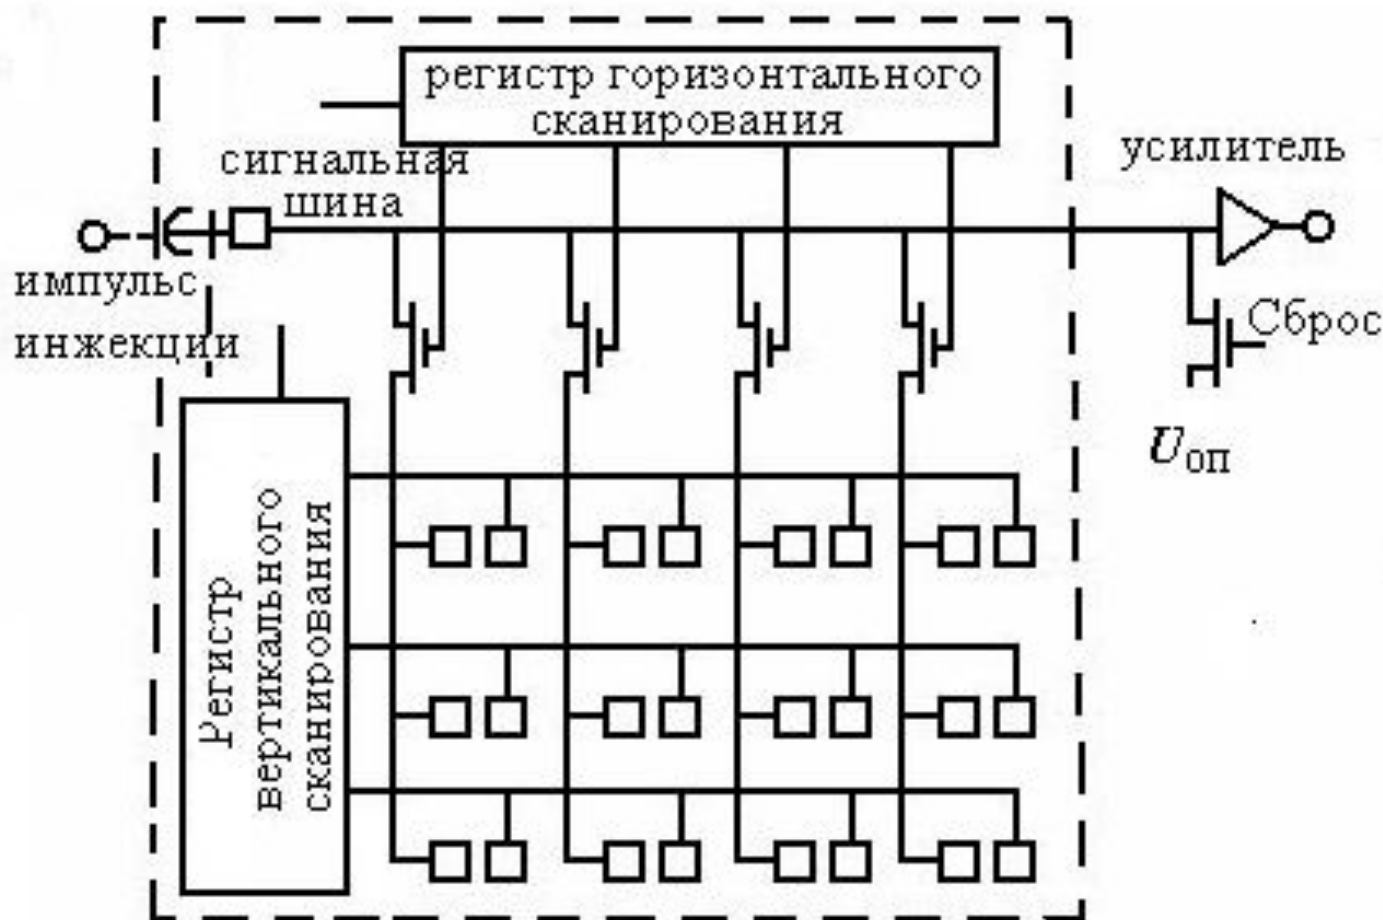 регистр горизонтального
сканирования
усилитель
сигнальная
шина
импульс
инжекции
Сброс
Uоп
Регистр
вертикального
сканирования